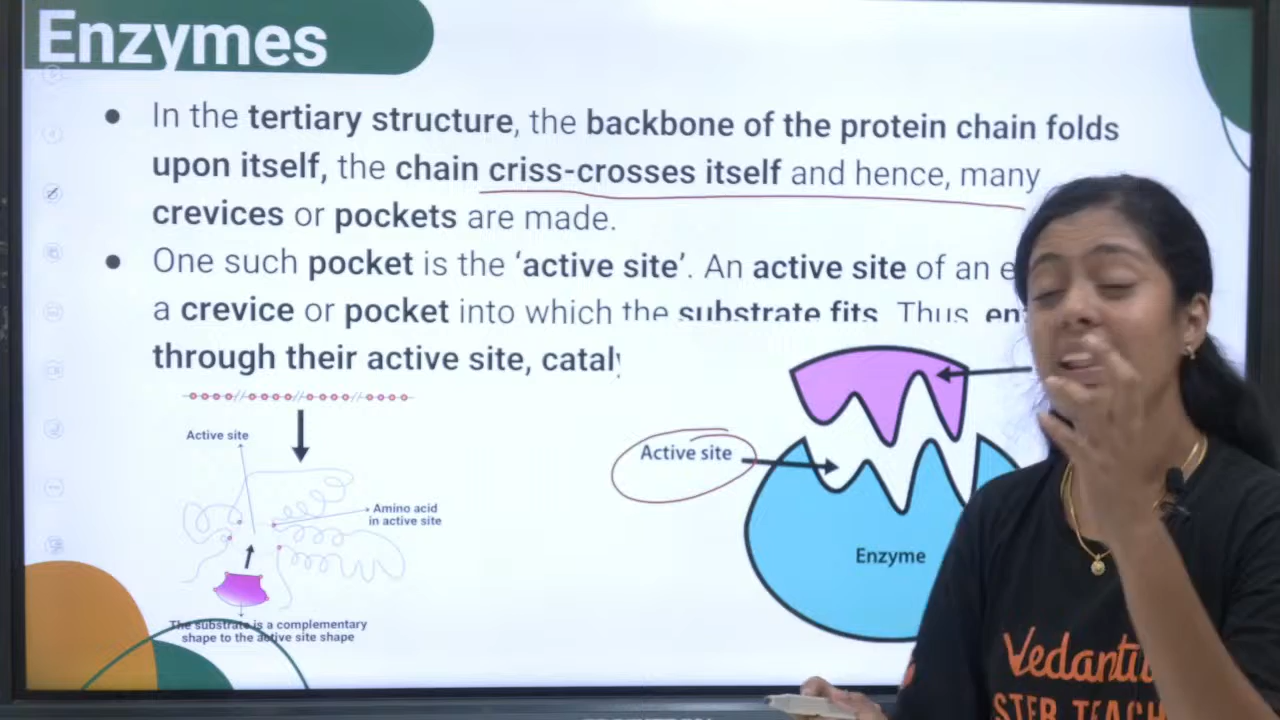 Enzymes
In the tertiary structure, the backbone of the protein chain folds
upon itself, the chain criss-crosses itself and hence, many
crevices or pockets are made.
One such pocket is the ‘active site’. An active site of an
a crevice or pocket into which the substrate fits. Thus,
through their active site,
Active site
Amino acid
in active site
The substrate is a complementary
shape to the active site shape
Active site
Enzyme